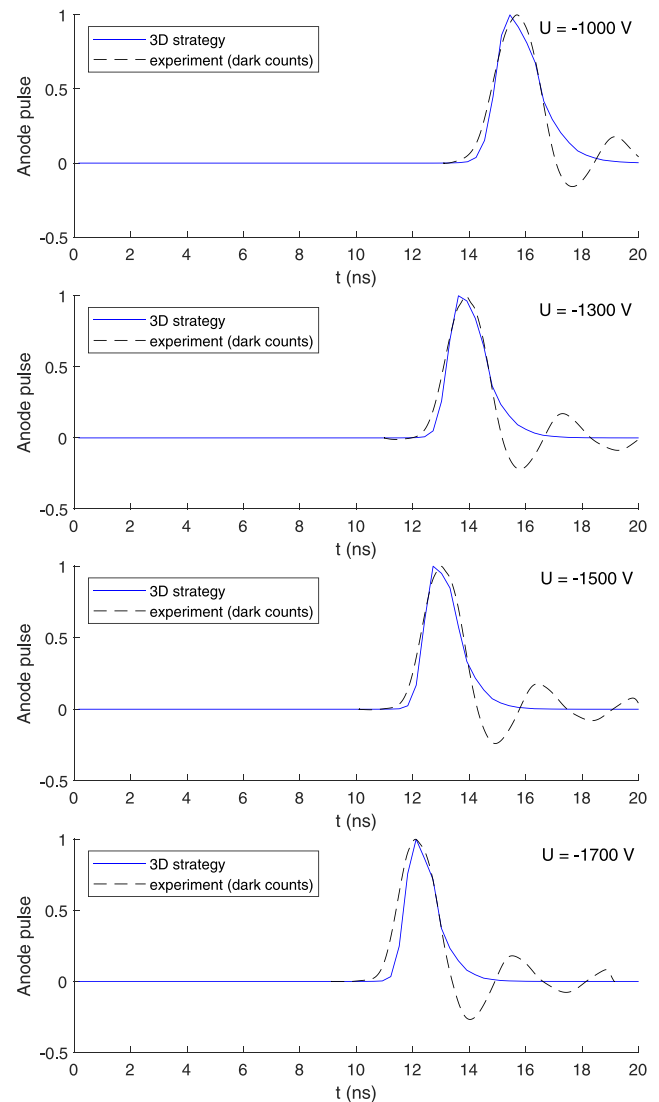 1
U = -1000 V
3D strategy
experiment (dark counts)
0.5
Anode pulse
0
-0.5
0 2 4 6 8 10 12 14 16 18 20
t (ns)
1
U = -1300 V
3D strategy
experiment (dark counts)
0.5
Anode pulse
0
-0.5
0 2 4 6 8 10 12 14 16 18 20
t (ns)
1
U = -1500 V
3D strategy
experiment (dark counts)
0.5
Anode pulse
0
-0.5
0 2 4 6 8 10 12 14 16 18 20
t (ns)
1
U = -1700 V
3D strategy
experiment (dark counts)
0.5
Anode pulse
0
-0.5
0 2 4 6 8 10 12 14 16 18 20
t (ns)